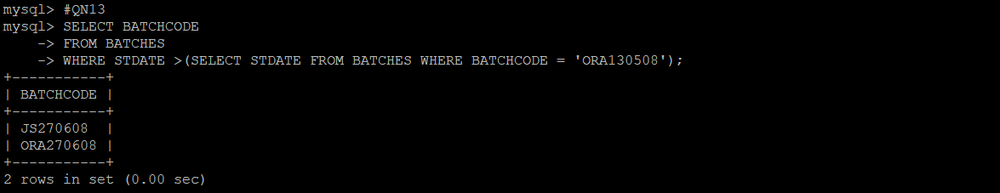 mysql> #QN13
mysql> SELECT BATCHCODE
    -> FROM BATCHES
    -> WHERE STDATE >(SELECT STDATE FROM BATCHES WHERE BATCHCODE = 'ORA130508');
+-----------+
| BATCHCODE |
+-----------+
| JS270608  |
| ORA270608 |
+-----------+
2 rows in set (0.00 sec)